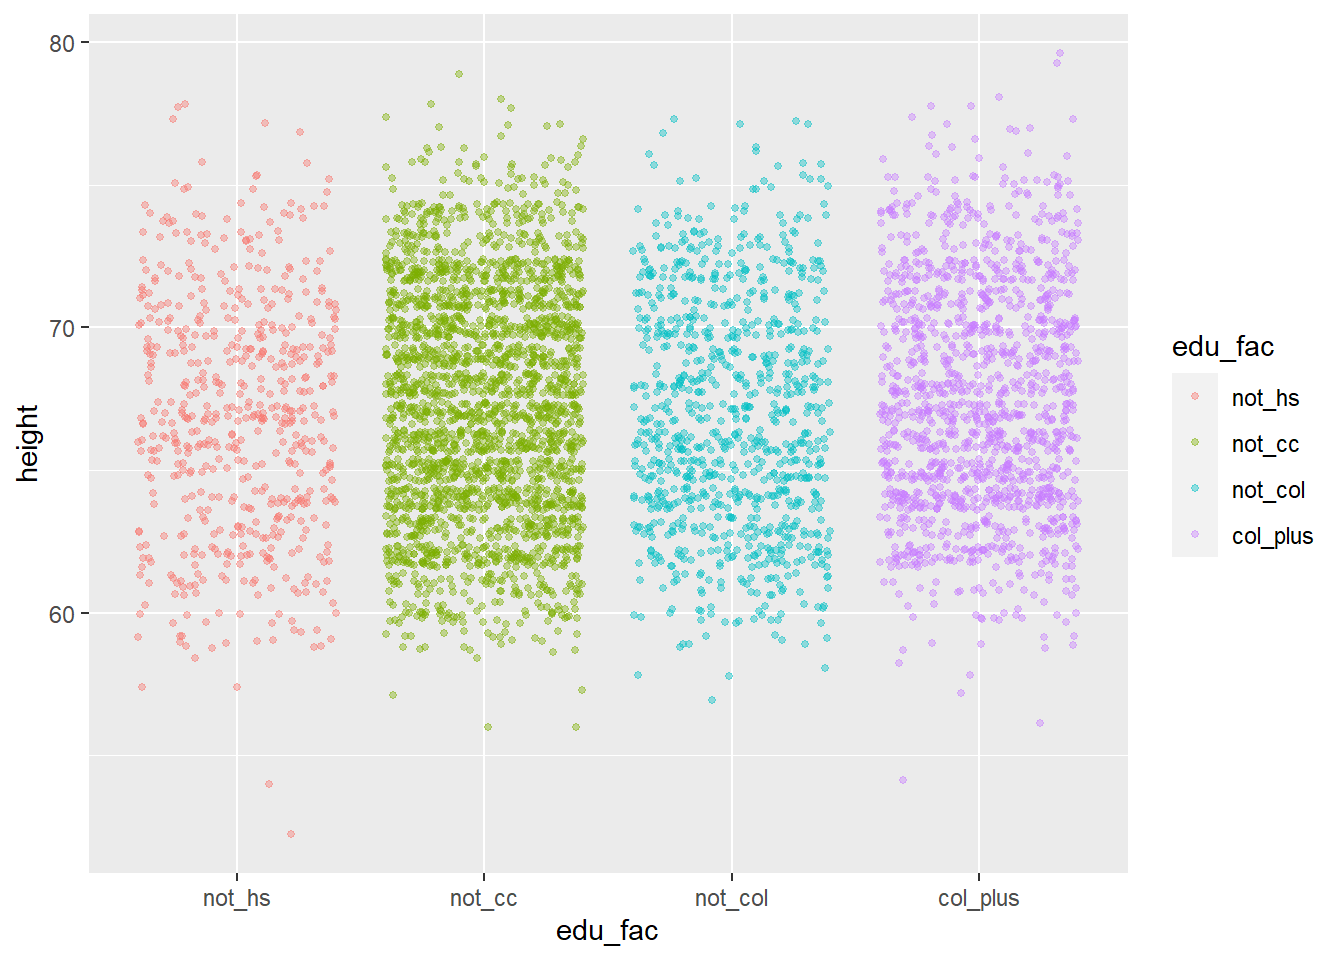 80
70
60
height
not_hs
not_cc
not_col
col_plus
edu_fac
edu_fac
not_hs
not_cc
not_col
col_plus